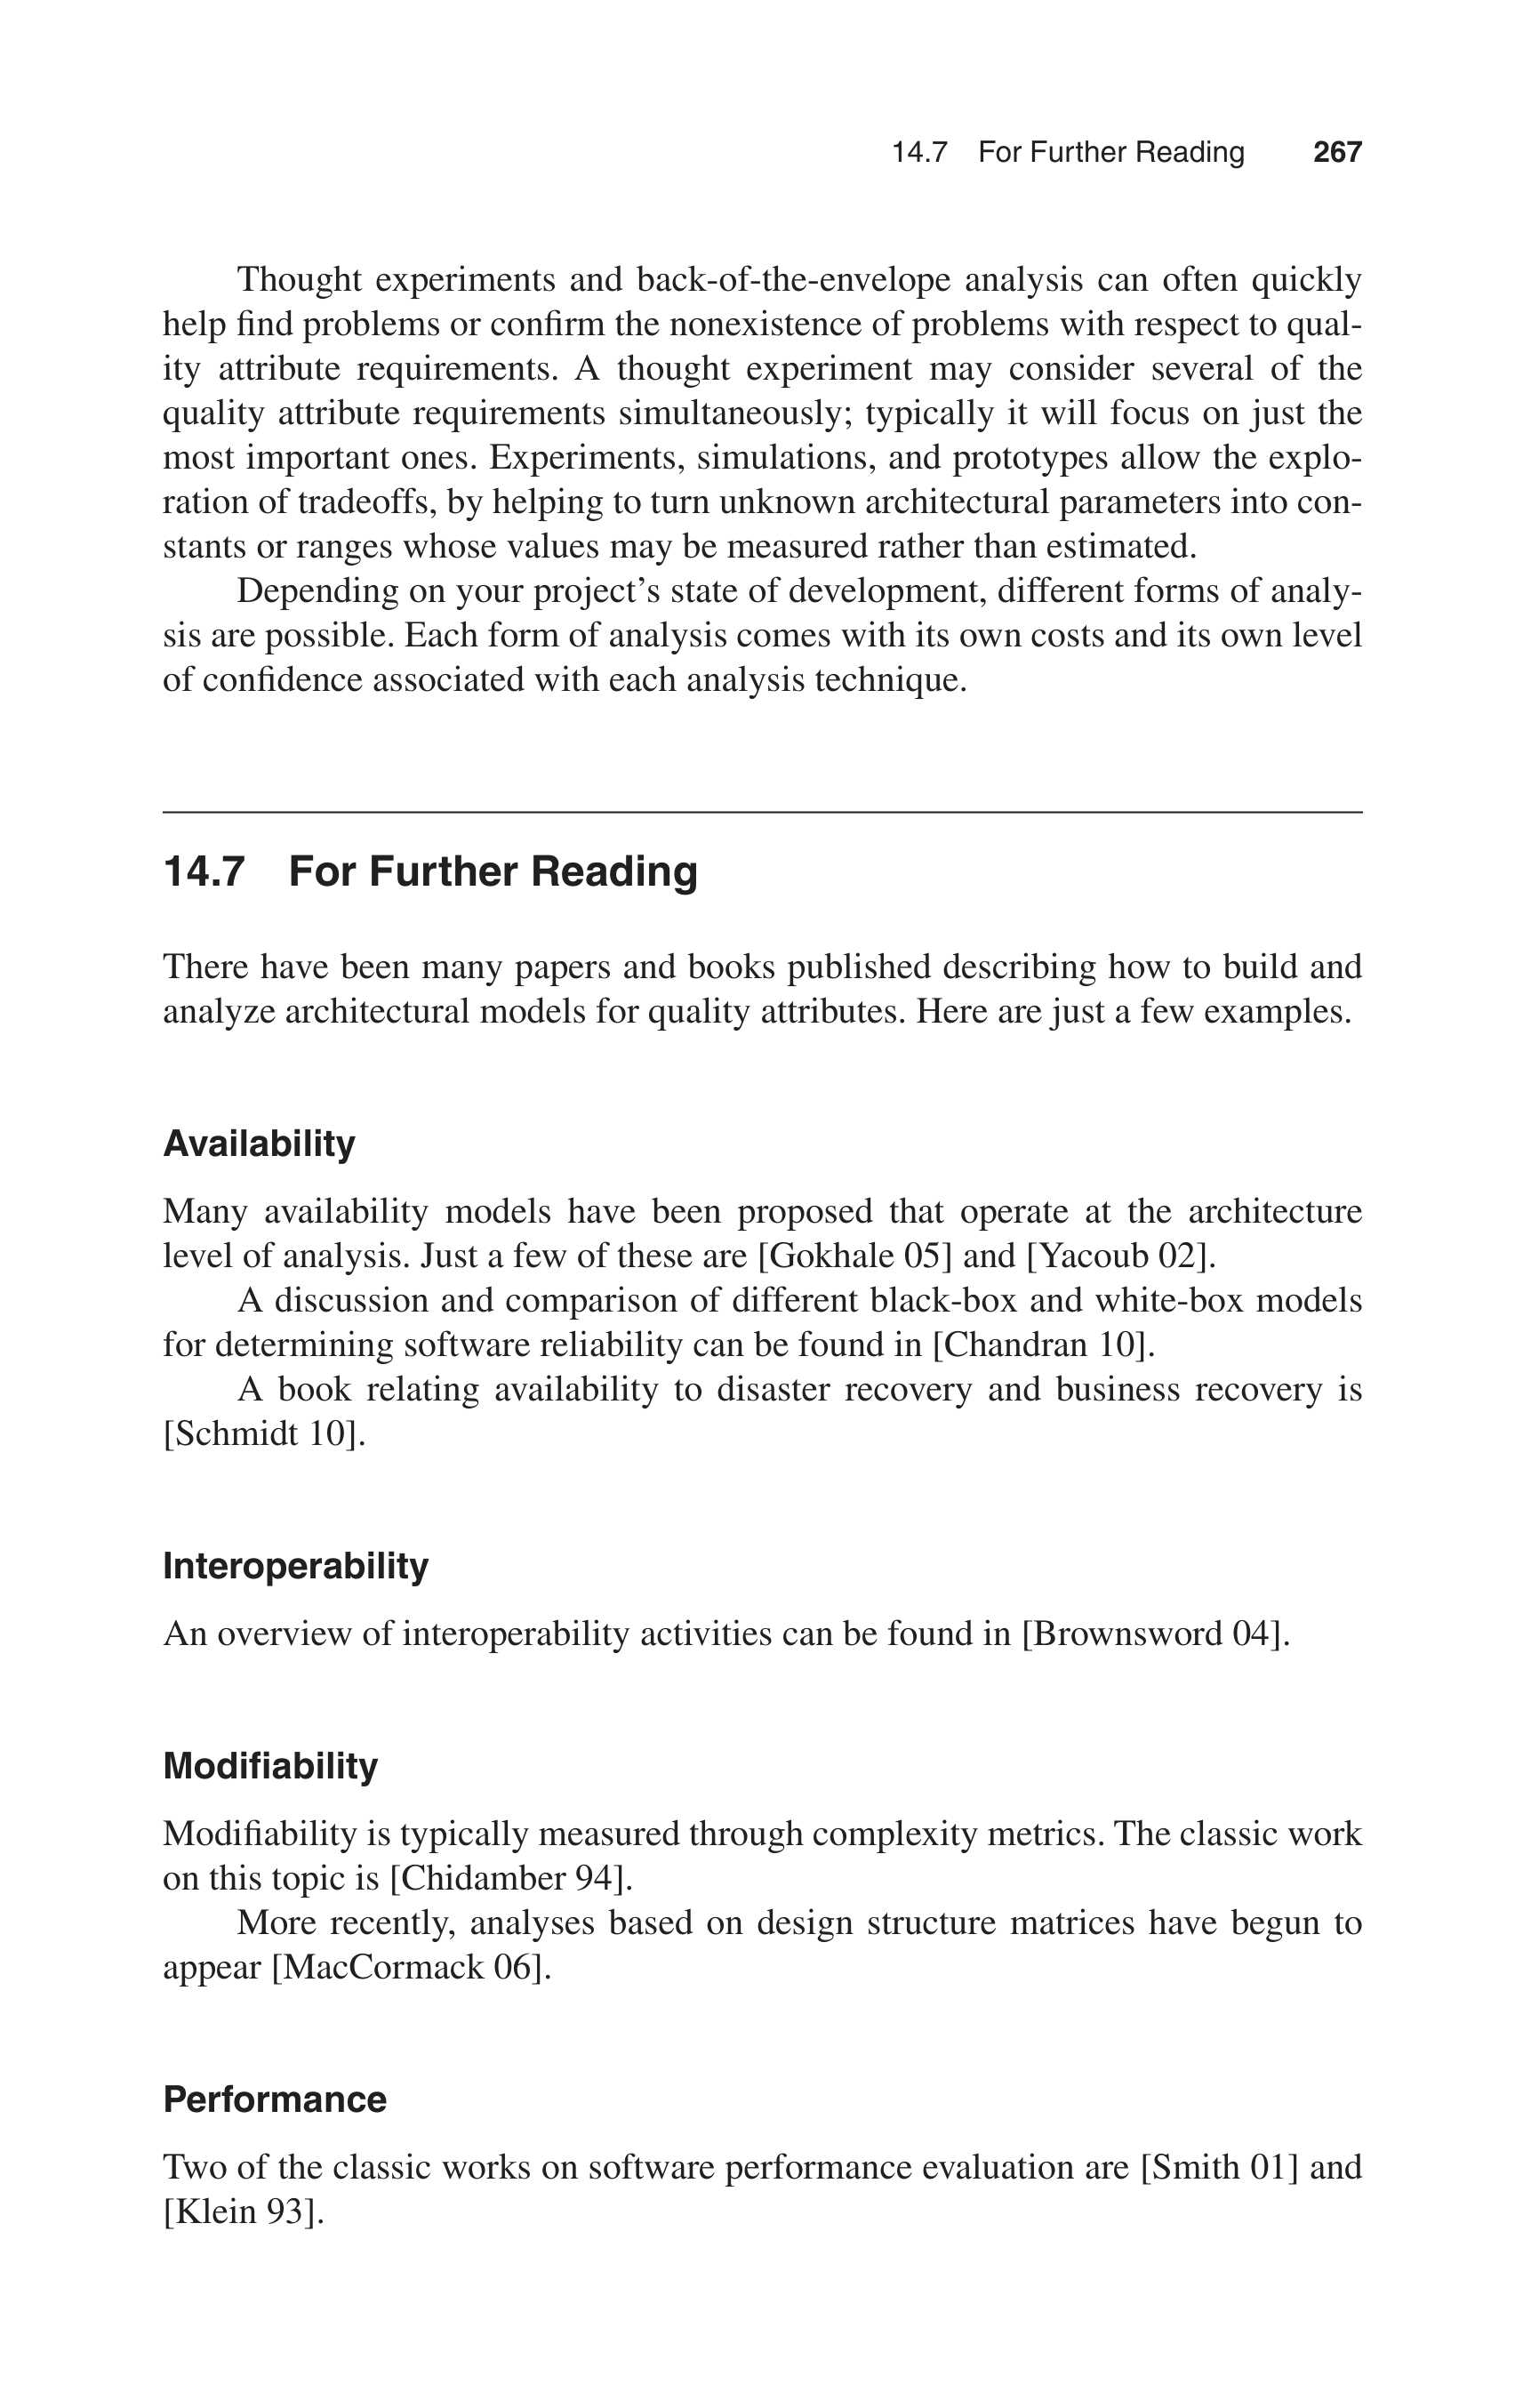 14.7 For Further Reading 267
Thought experiments and back-of-the-envelope analysis can often quickly
help find problems or confirm the nonexistence of problems with respect to qual-
ity attribute requirements. A thought experiment may consider several of the
quality attribute requirements simultaneously; typically it will focus on just the
most important ones. Experiments, simulations, and prototypes allow the explo-
ration of tradeoffs, by helping to turn unknown architectural parameters into con-
stants or ranges whose values may be measured rather than estimated.
Depending on your project’s state of development, different forms of analy-
sis are possible. Each form of analysis comes with its own costs and its own level
of confidence associated with each analysis technique.
14.7 For Further Reading
There have been many papers and books published describing how to build and
analyze architectural models for quality attributes. Here are just a few examples.
Availability
Many availability models have been proposed that operate at the architecture
level of analysis. Just a few of these are [Gokhale 05] and [Yacoub 02].
A discussion and comparison of different black-box and white-box models
for determining software reliability can be found in [Chandran 10].
A book relating availability to disaster recovery and business recovery is
[Schmidt 10].
Interoperability
An overview of interoperability activities can be found in [Brownsword 04].
Modifiability
Modifiability is typically measured through complexity metrics. The classic work
on this topic is [Chidamber 94].
More recently, analyses based on design structure matrices have begun to
appear [MacCormack 06].
Performance
Two of the classic works on software performance evaluation are [Smith 01] and
[Klein 93].